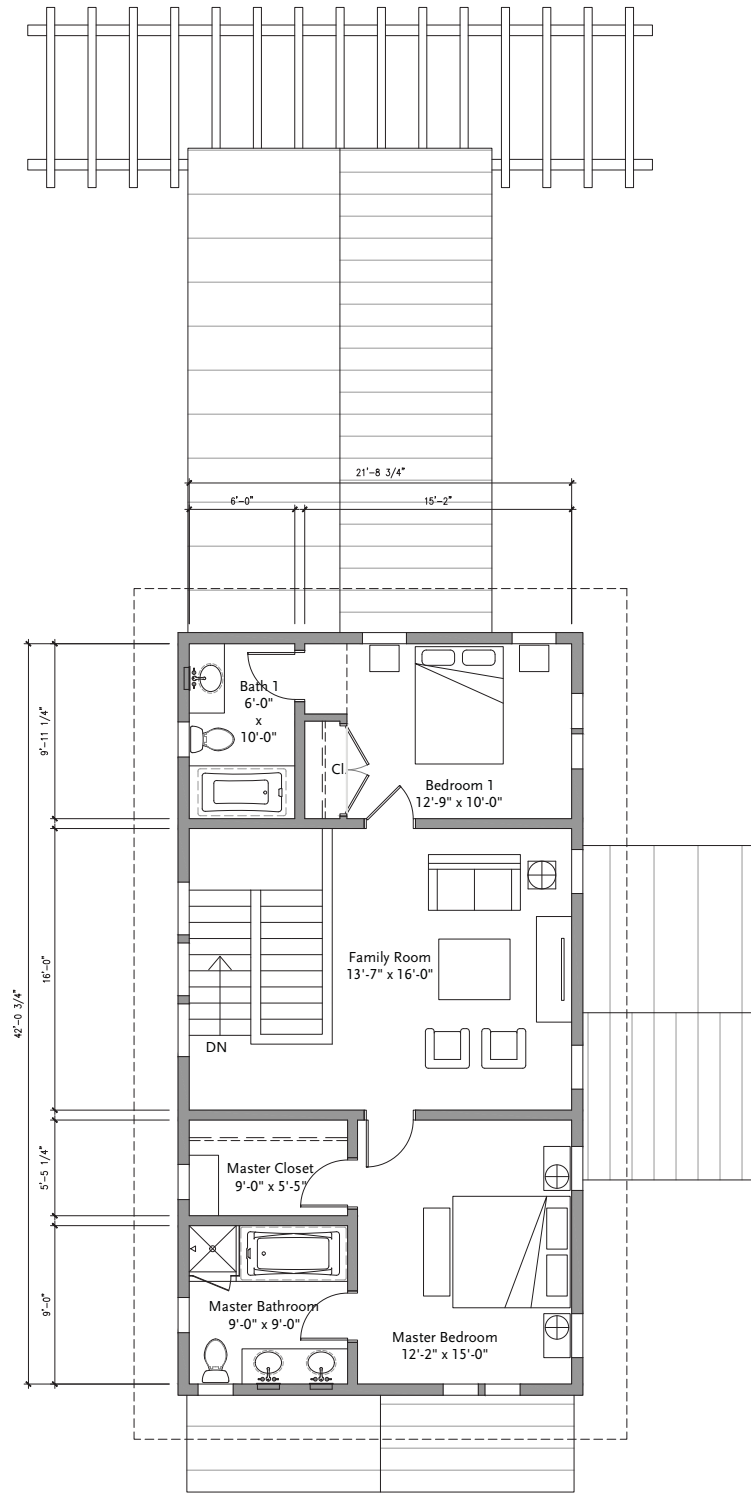 21'-8 3/4"
6'-0"
15'-2"
Bath 1
6'-0"
x
10'-0"
9'-11 1/4"
Cl.
Bedroom 1
12'-9" x 10'-0"
Family Room
13'-7" x 16'-0"
16'-0"
42'-0 3/4"
DN
5'-5 1/4"
Master Closet
9'-0" x 5'-5"
9'-0"
Master Bathroom
9'-0" x 9'-0"
Master Bedroom
12'-2" x 15'-0"